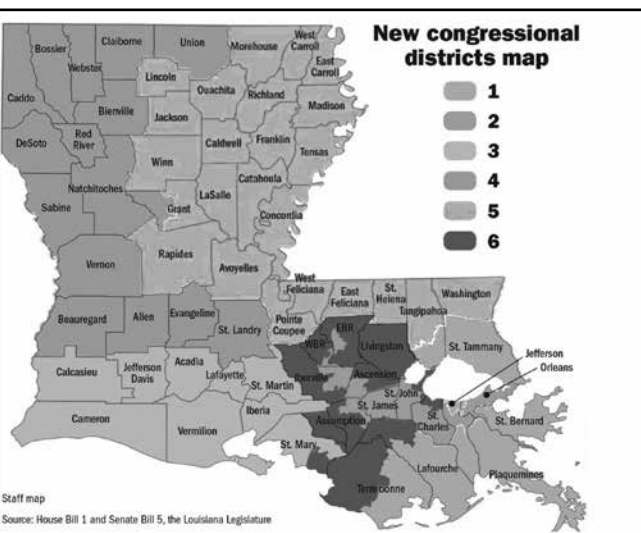 New congressional
districts map
1
2
3
4
5
6
Bossier
Claiborne
Union
Morehouse
West
Carroll
East
Carroll
Webster
Lincoln
Ouachita
Richland
Madison
Caddo
Bienville
Jackson
Franklin
DeSoto
Red
River
Winn
Caldwell
Tensas
Natchitoches
Catahoula
Sabine
Grant
LaSalle
Concordia
Vernon
Rapides
Avoyelles
West
Feliciana
East
Feliciana
St.
Helena
Washington
Tangipahoa
Beauregard
Allen
Evangeline
St. Landry
Pointe
Coupee
EBR
WBR
Livingston
St. Tammany
Jefferson
Orleans
Calcasieu
Jefferson
Davis
Acadia
Lafayette
St. Martin
Iberville
Ascension
St. John
St. James
Cameron
Vermilion
Iberia
Assumption
St.
Charles
St. Bernard
St. Mary
Terrebonne
Lafourche
Plaquemines
Staff map
Source: House Bill 1 and Senate Bill 5, the Louisiana Legislature